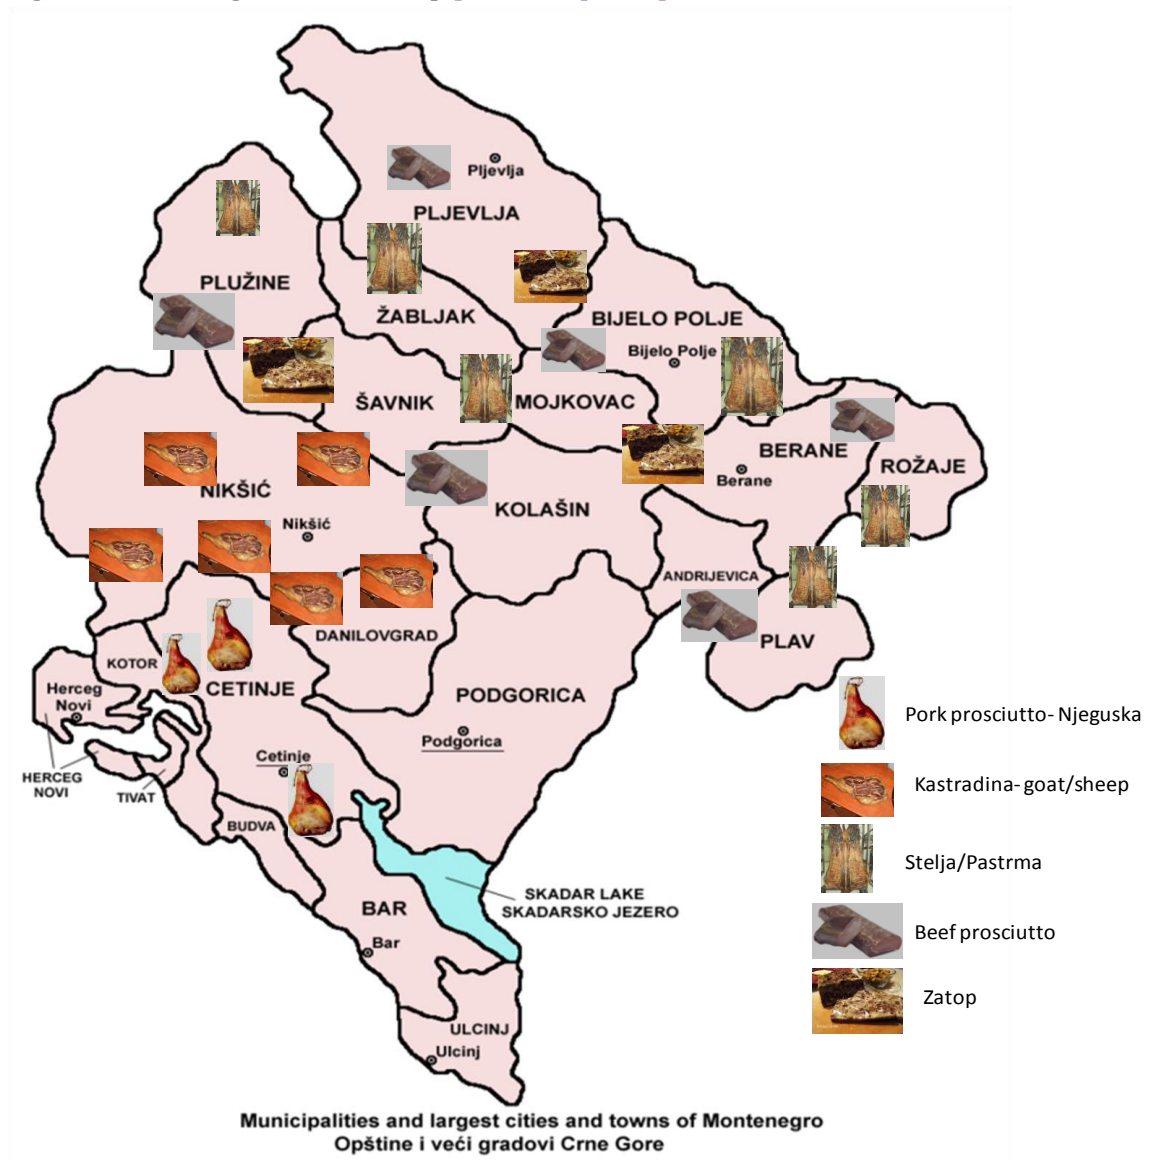 Pljevlja
PLJEVLJA
PLUŽINE
ŽABLJAK
BIJELO POLJE
Bijelo Polje
ŠAVNIK
MOJKOVAC
BERANE
Berane
ROŽAJE
NIKŠIĆ
Nikšić
KOLAŠIN
ANDRIJEVICA
DANILOVGRAD
PLAV
KOTOR
CETINJE
Herceg
Novi
PODGORICA
Podgorica
Cetinje
HERCEG
NOVI
TIVAT
BUDVA
SKADAR LAKE
SKADARSKO JEZERO
BAR
Bar
ULCINJ
Ulcinj
Pork prosciutto- Njeguska
Kastradina- goat/sheep
Stelja/Pastrma
Beef prosciutto
Zatop
Municipalities and largest cities and towns of Montenegro
Opštine i veći gradovi Crne Gore